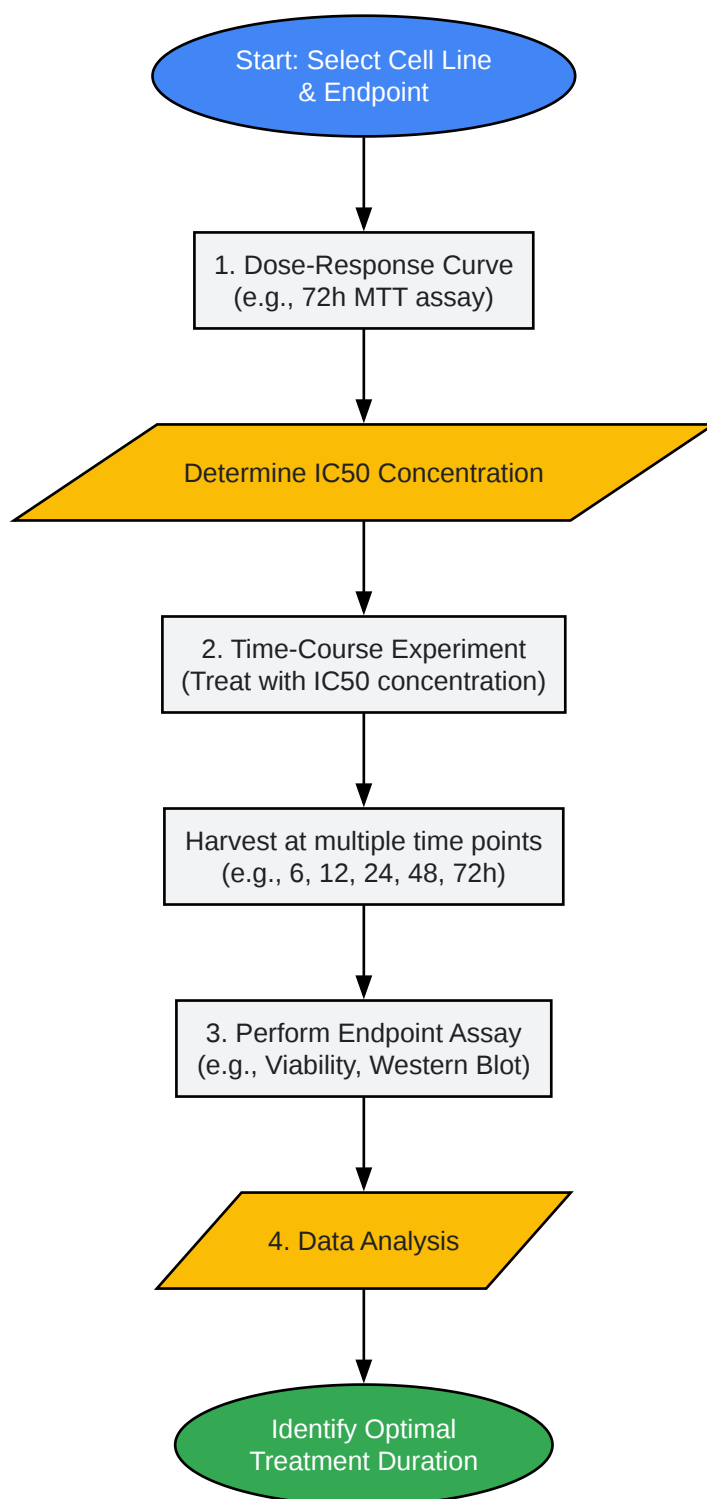 Start: Select Cell Line
& Endpoint
1. Dose-Response Curve
(e.g., 72h MTT assay)
Determine IC50 Concentration
2. Time-Course Experiment
(Treat with IC50 concentration)
Harvest at multiple time points
(e.g., 6, 12, 24, 48, 72h)
3. Perform Endpoint Assay
(e.g., Viability, Western Blot)
4. Data Analysis
Identify Optimal
Treatment Duration